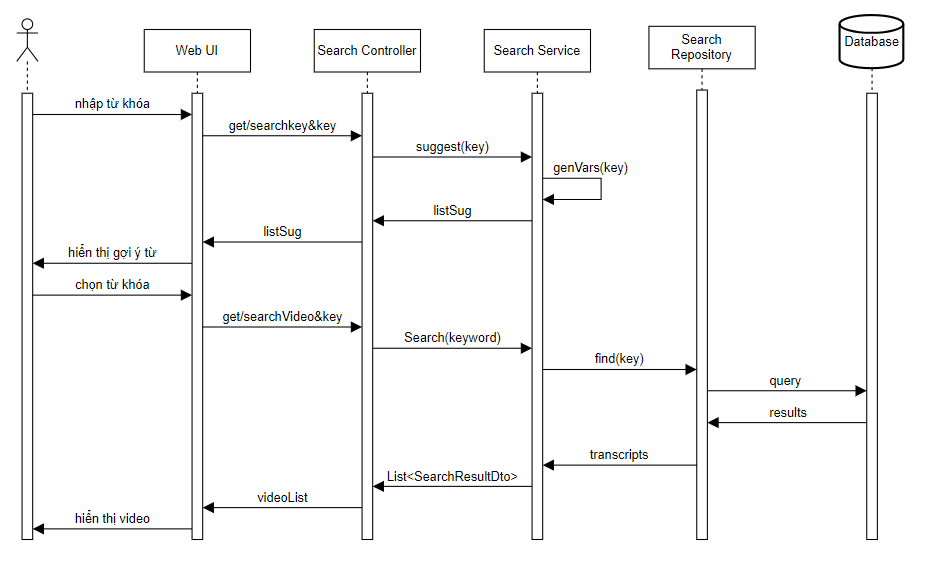 Web UI
Search Controller
Search Service
Search
Repository
Database
nhập từ khóa
get/searchkey&key
suggest(key)
genVars(key)
listSug
listSug
hiển thị gợi ý từ
chọn từ khóa
get/searchVideo&key
Search(keyword)
find(key)
query
results
transcripts
List<SearchResultDto>
videoList
hiển thị video